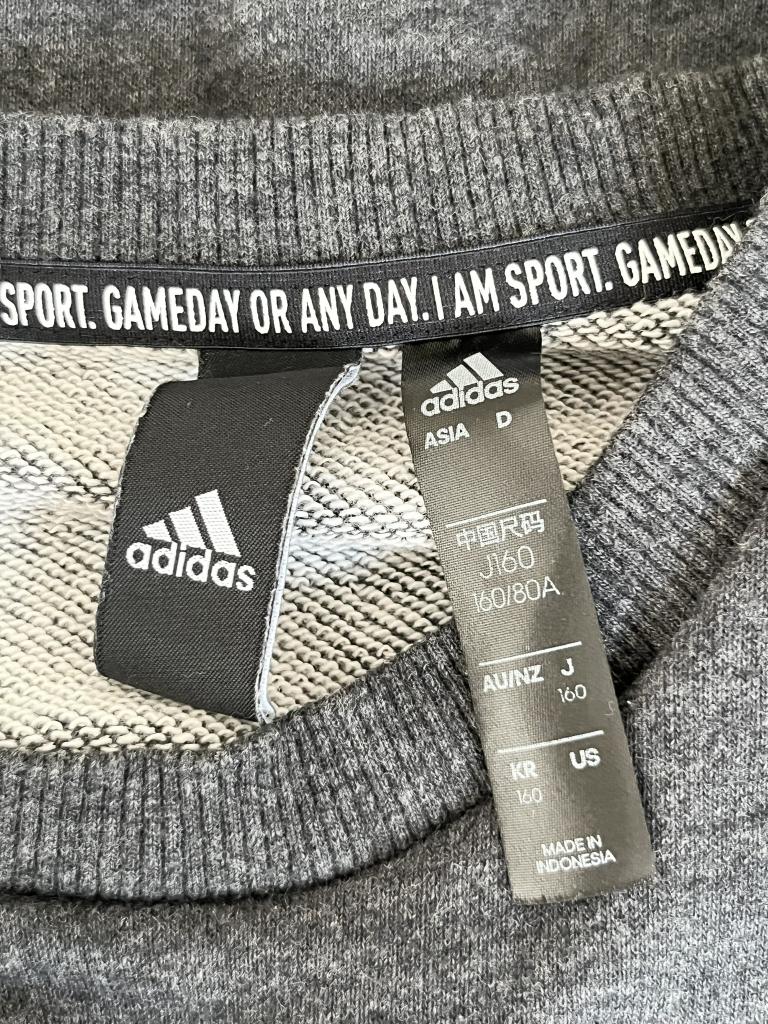 SPORT. GAMEDAY OR ANY DAY. I AM SPORT. GAMEDAY
adidas
adidas
ASIA D
中国尺码
J160
160/80A
AU/NZ J
160
KR US
160
MADE IN
INDONESIA